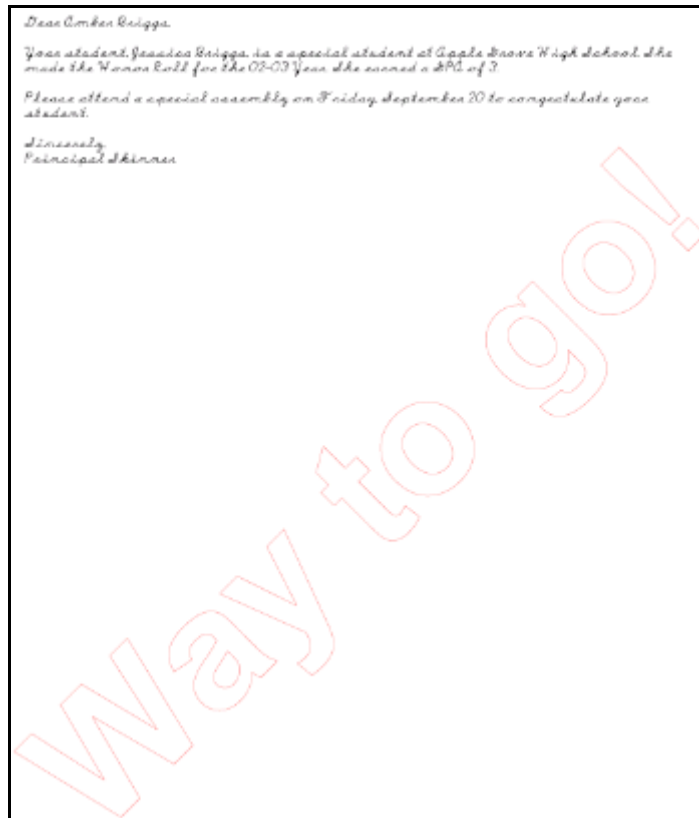 Dear Amber Briggs
Your student, Jessica Briggs, is a special student at Apple Grove High School. She
made the Honor Roll for the 02-03 Year. She earned a GPA of 3.
Please attend a special assembly on Friday September 20 to congratulate your
student.
Sincerely
Principal Skinner
Way to go!